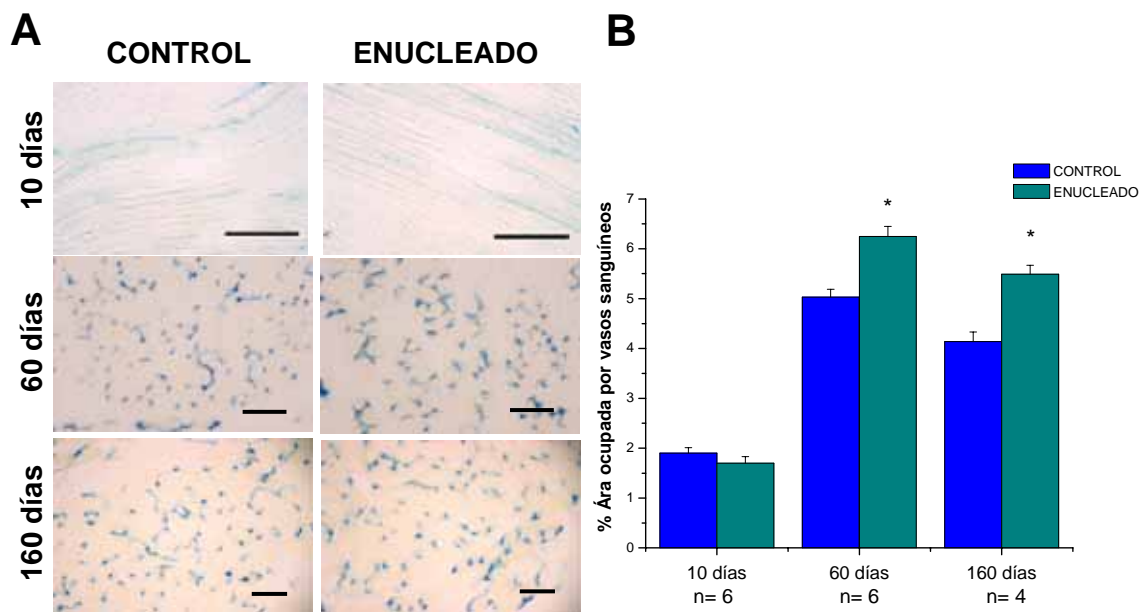 A
CONTROL
ENUCLEADO
10 días
60 días
160 días
B
CONTROL
ENUCLEADO
% Ára ocupada por vasos sanguíneos
7
6
5
4
3
2
1
0
*
*
10 días
60 días
160 días
n= 6
n= 6
n= 4